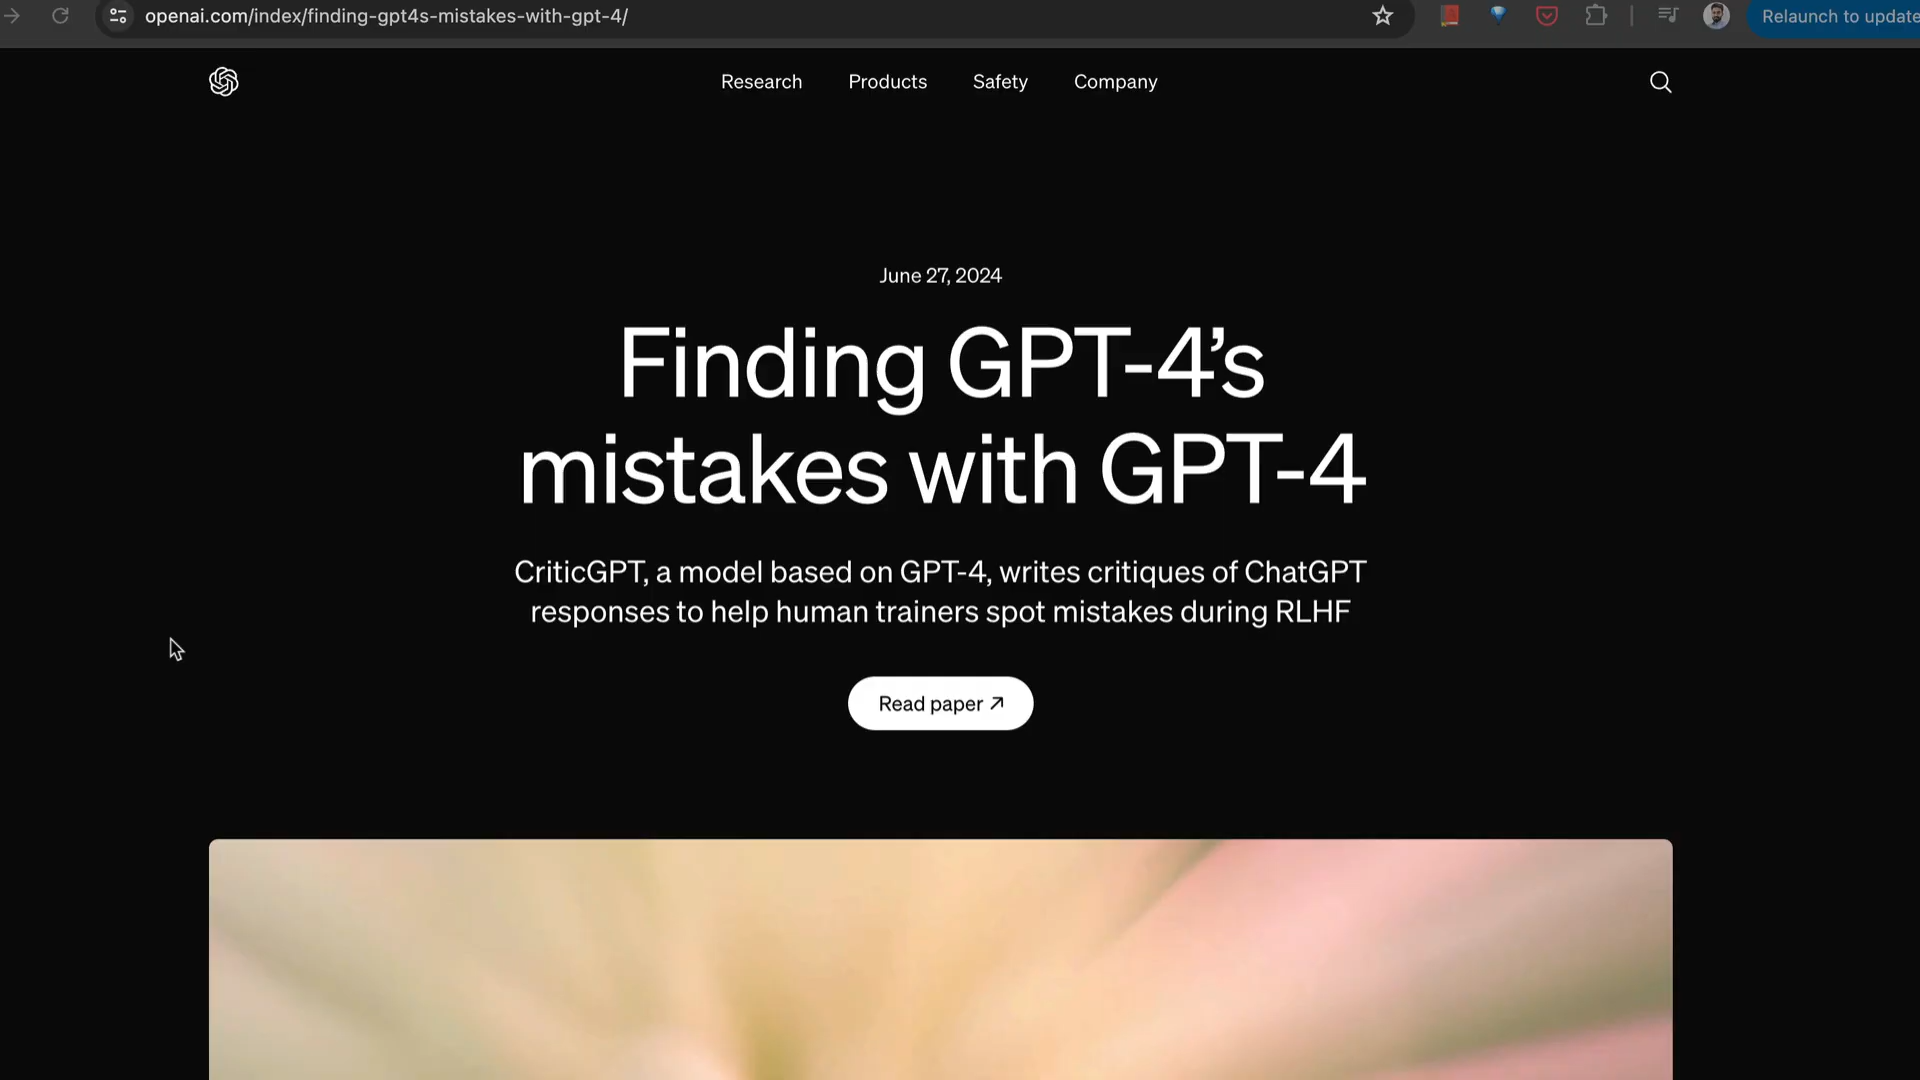 openai.com/index/finding-gpt4s-mistakes-with-gpt-4/
Relaunch to update
Research Products Safety Company
June 27, 2024
Finding GPT-4’s
mistakes with GPT-4
CriticGPT, a model based on GPT-4, writes critiques of ChatGPT
responses to help human trainers spot mistakes during RLHF
Read paper ↗